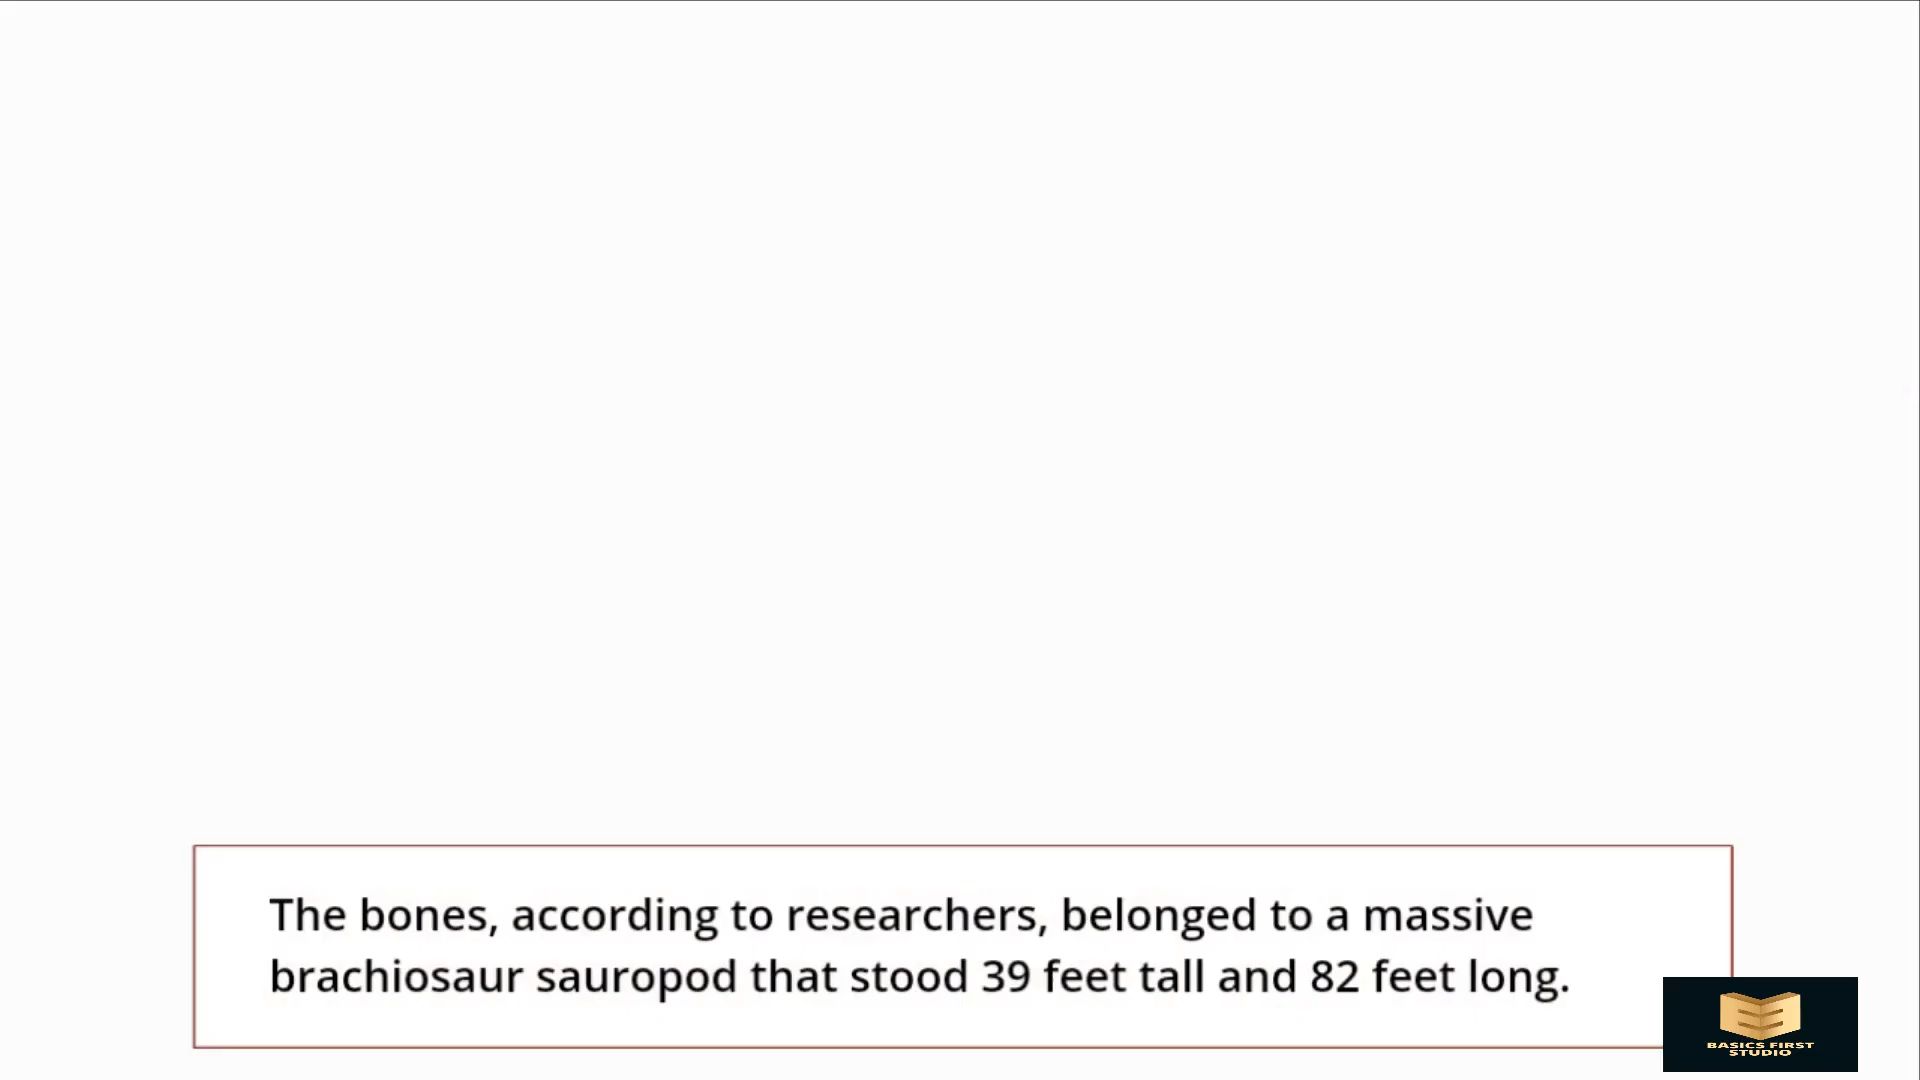 The bones, according to researchers, belonged to a massive
brachiosaur sauropod that stood 39 feet tall and 82 feet long.
BASICS FIRST
STUDIO